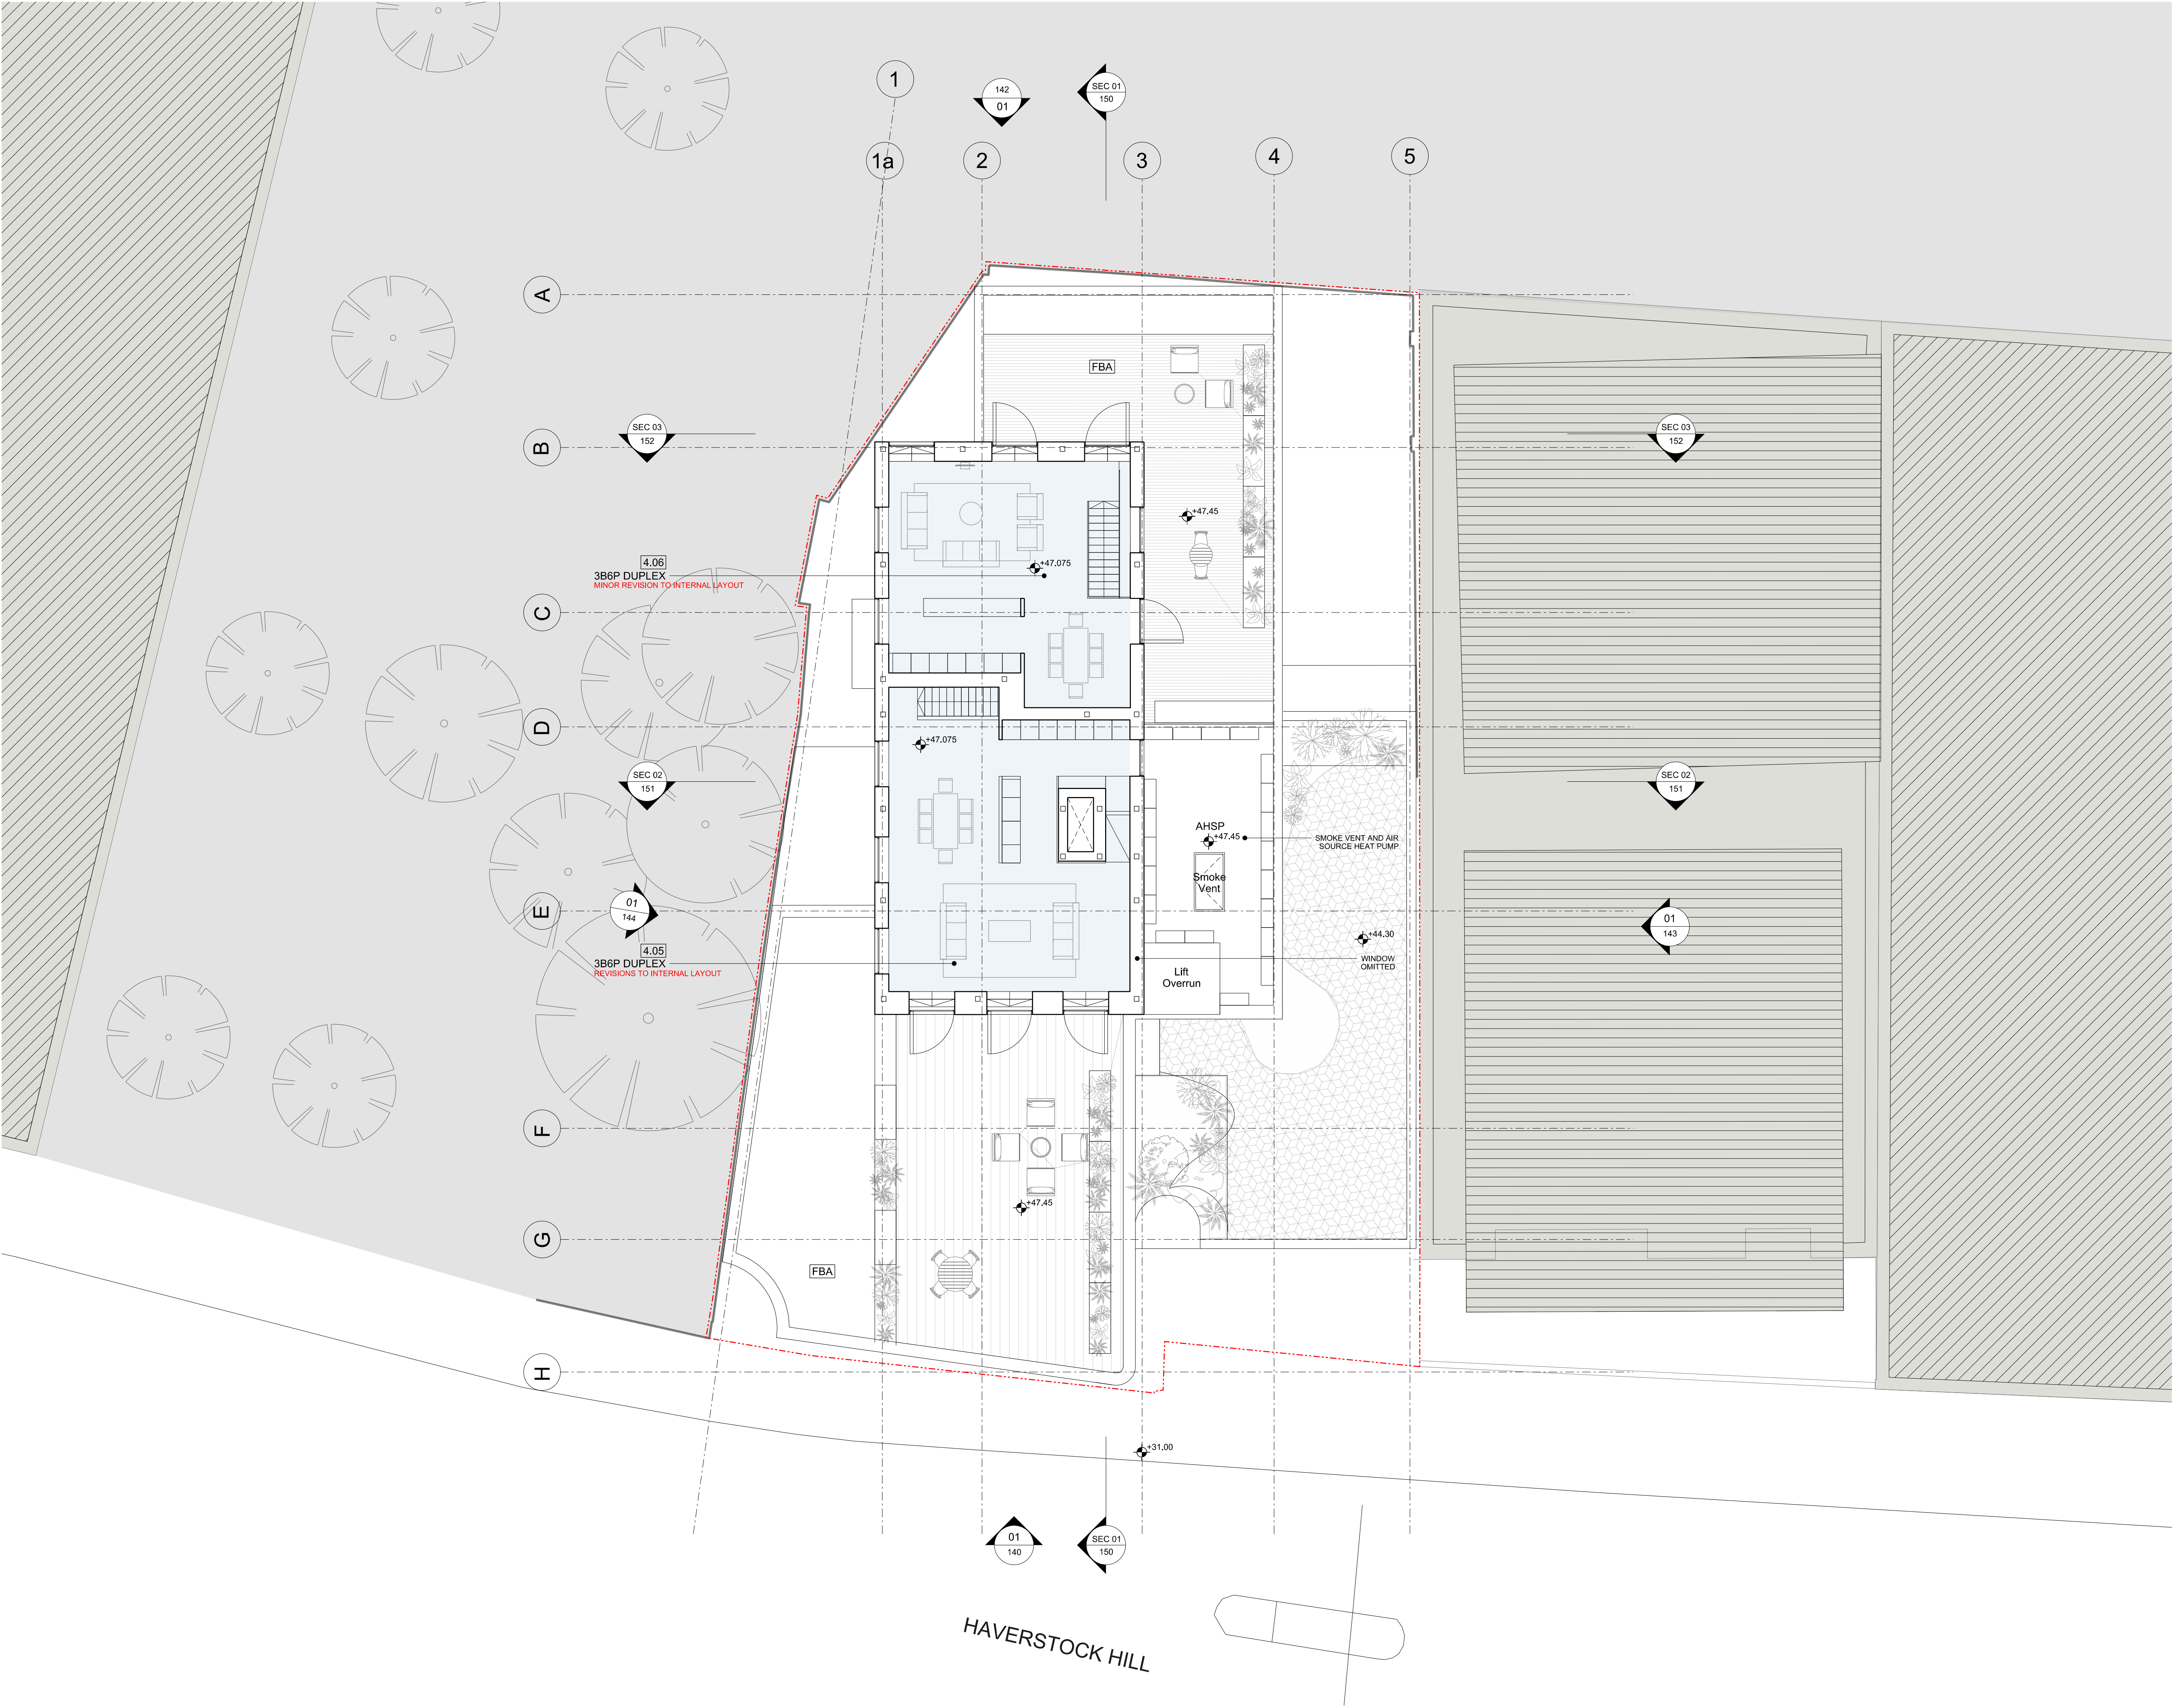 1
142
01
SEC 01
150
1a
2
3
4
5
A
FBA
B
SEC 03
152
SEC 03
152
+47.45
4.06
3B6P DUPLEX
MINOR REVISION TO INTERNAL LAYOUT
+47.075
C
D
+47.075
SEC 02
151
SEC 02
151
AHSP
+47.45
SMOKE VENT AND AIR
SOURCE HEAT PUMP
Smoke
Vent
E
01
144
01
143
+44.30
4.05
3B6P DUPLEX
REVISIONS TO INTERNAL LAYOUT
WINDOW
OMITTED
Lift
Overrun
F
+47.45
G
FBA
H
+31.00
01
140
SEC 01
150
HAVERSTOCK HILL